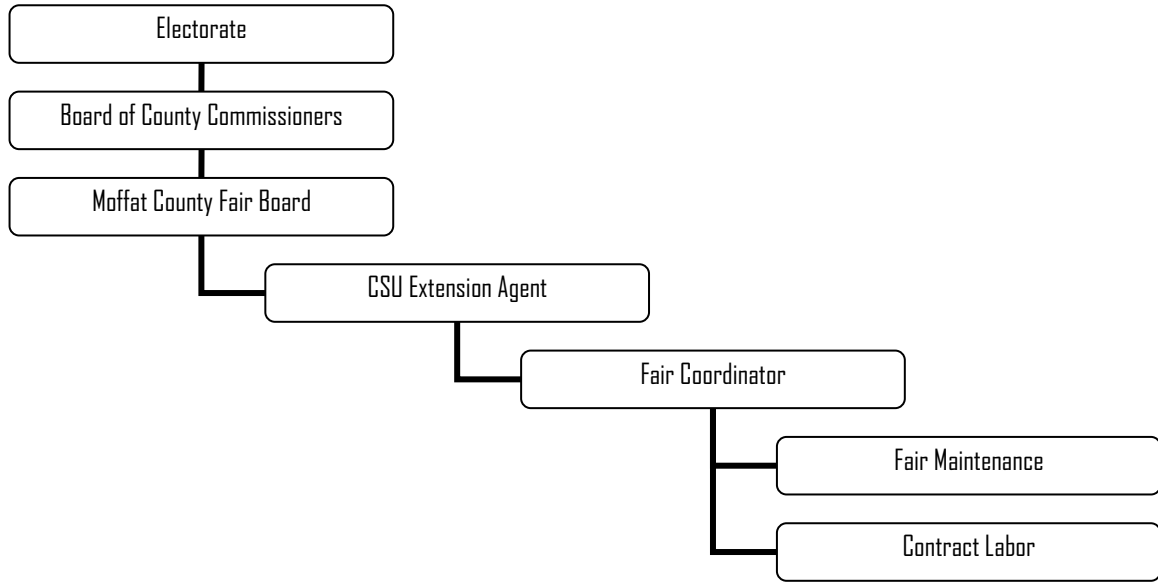 Electorate
Board of County Commissioners
Moffat County Fair Board
CSU Extension Agent
Fair Coordinator
Fair Maintenance
Contract Labor